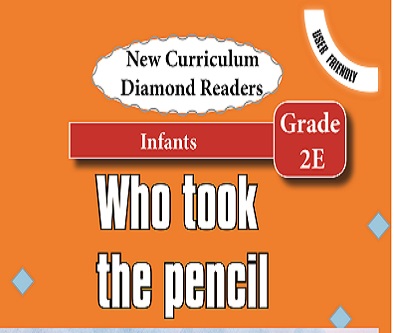 USER FRIENDLY
New Curriculum
Diamond Readers
Infants
Grade
2E
Who took
the pencil